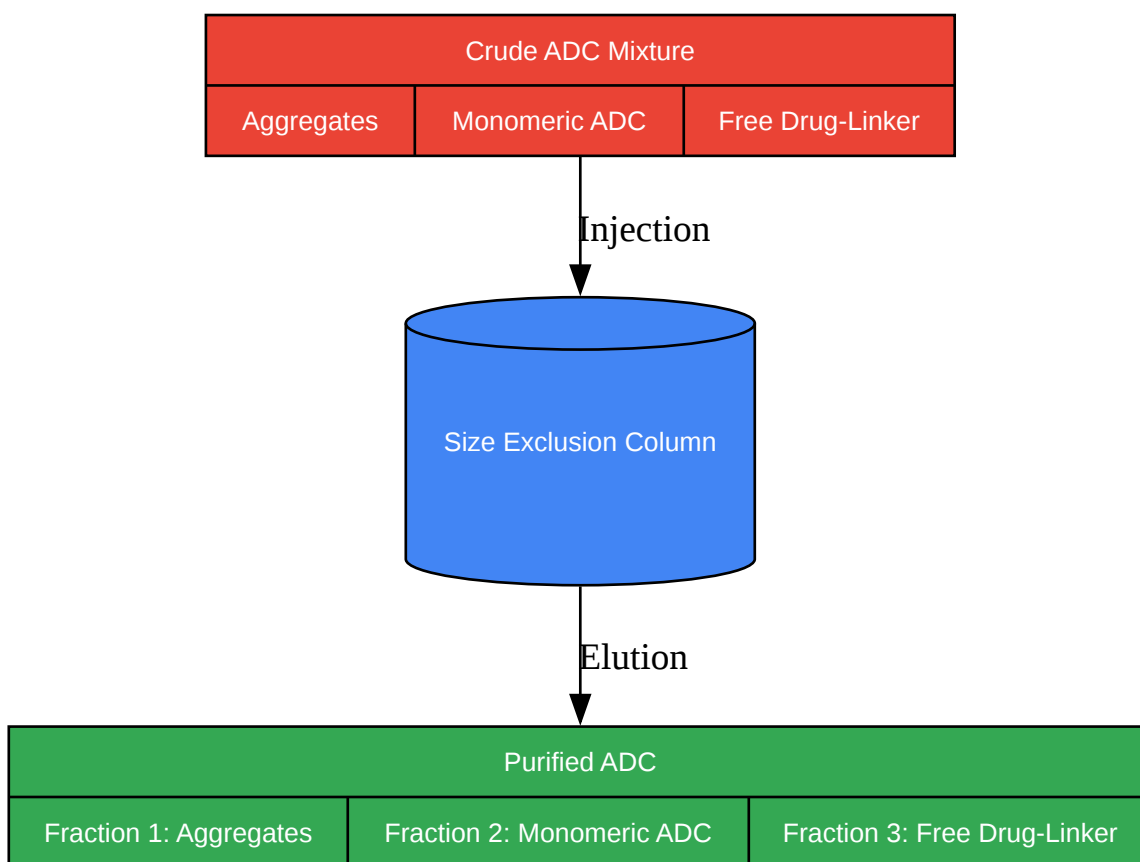 Crude ADC Mixture
Aggregates
Monomeric ADC
Free Drug-Linker
Injection
Size Exclusion Column
Elution
Purified ADC
Fraction 1: Aggregates
Fraction 2: Monomeric ADC
Fraction 3: Free Drug-Linker